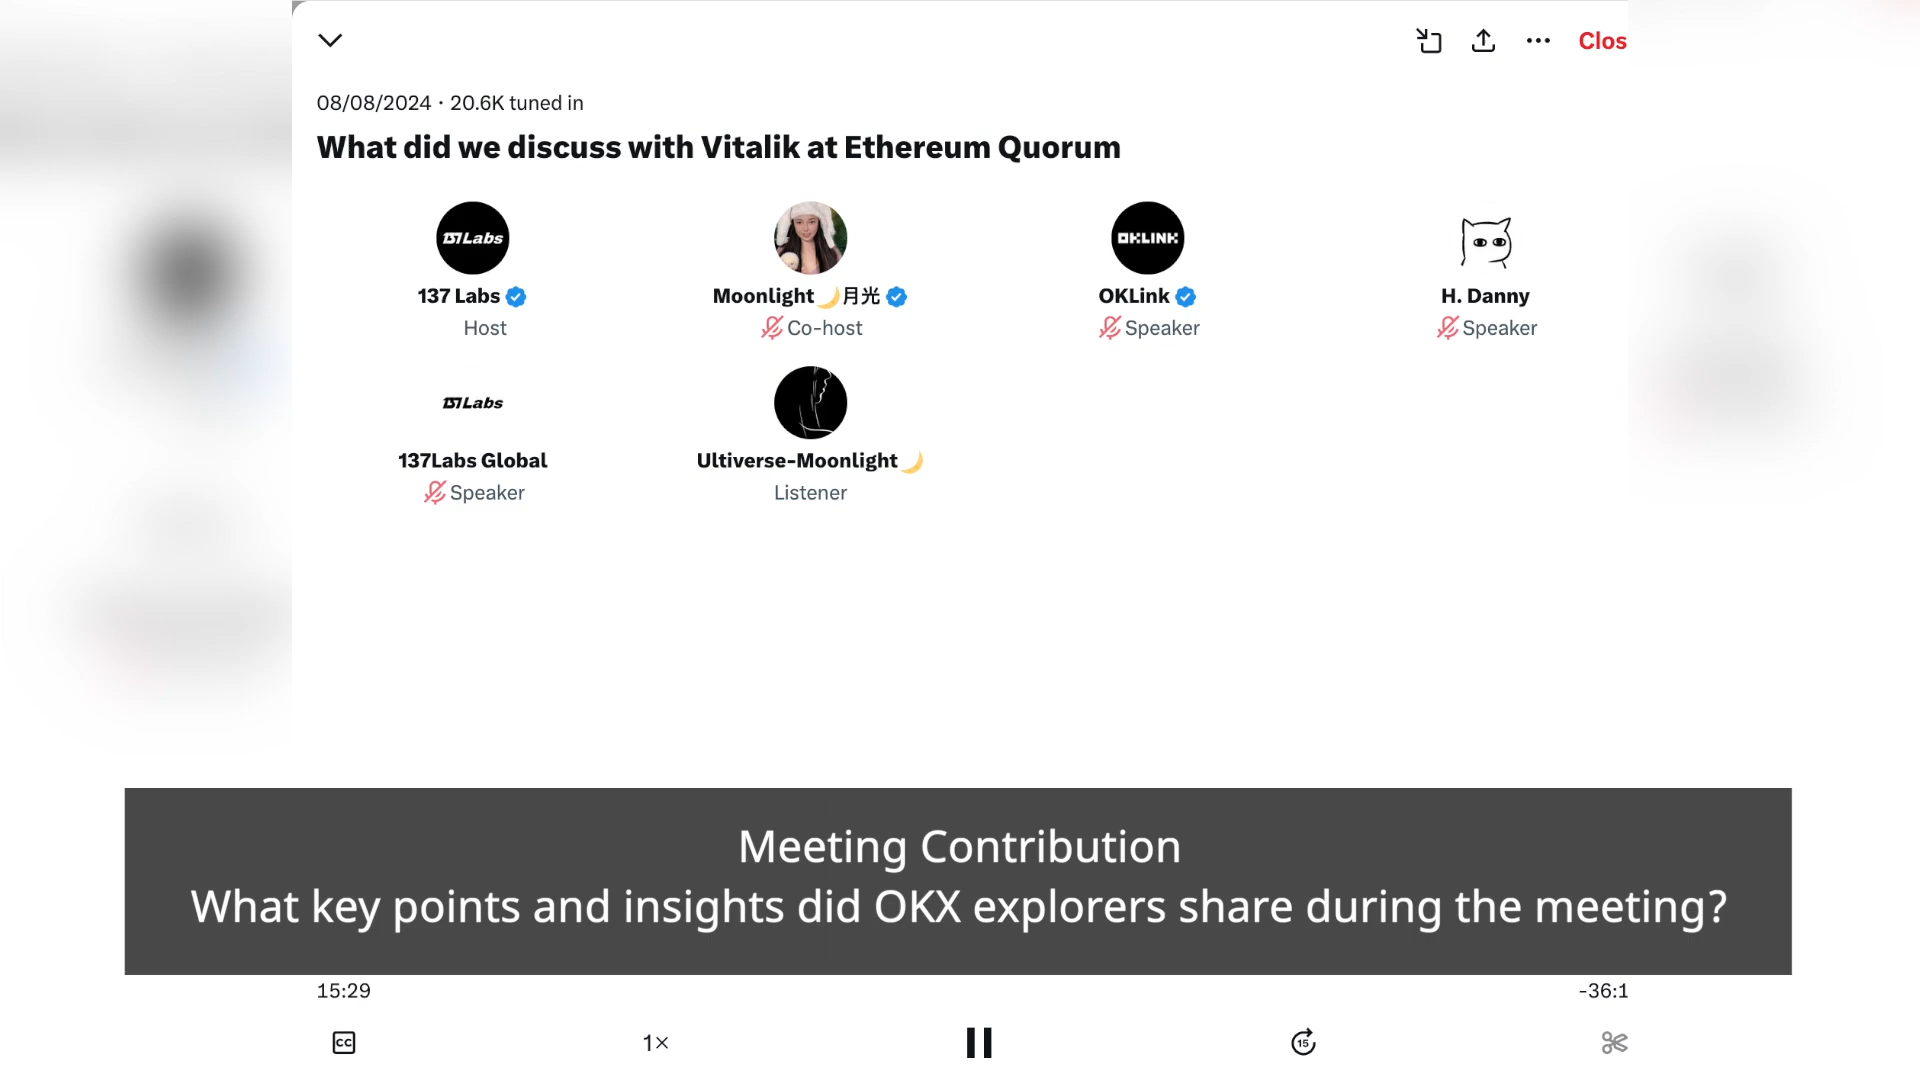 Clos
08/08/2024 · 20.6K tuned in
What did we discuss with Vitalik at Ethereum Quorum
137Labs OKLINK
137 Labs Moonlight🌙月光 OKLink H. Danny
Host Co-host Speaker Speaker
137Labs
137Labs Global Ultiverse-Moonlight🌙
Speaker Listener
Meeting Contribution
What key points and insights did OKX explorers share during the meeting?
15:29 -36:1
CC 1× 15